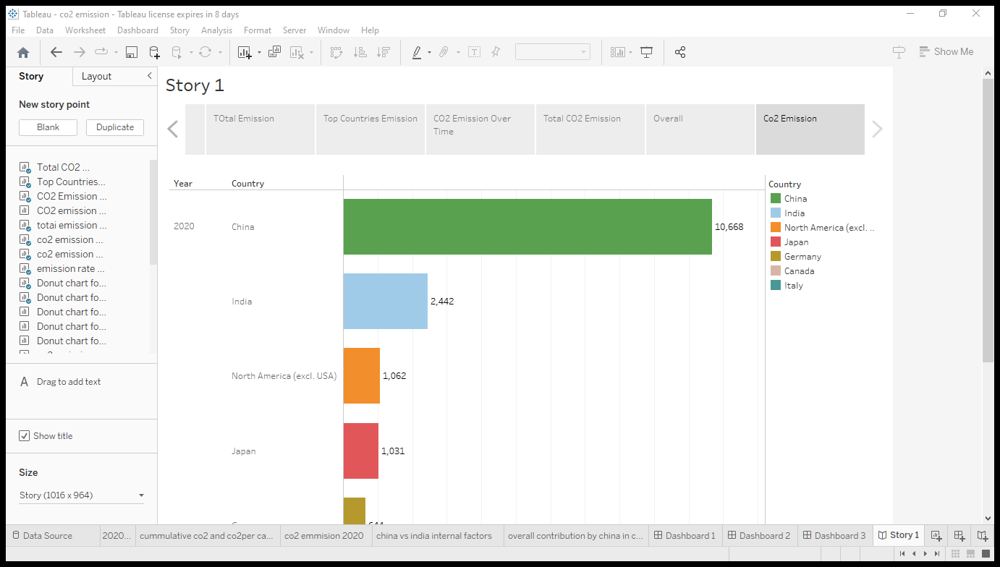 Tableau - co2 emission - Tableau license expires in 8 days
File Data Worksheet Dashboard Story Analysis Format Server Window Help
Show Me
Story Layout
New story point
Blank Duplicate
Total CO2 ...
Top Countries...
CO2 Emission ...
CO2 emission ...
totai emission ...
co2 emission ...
co2 emission ...
emission rate ...
Donut chart fo...
Donut chart fo...
Donut chart fo...
Donut chart fo...
Donut chart fo...
A Drag to add text
Show title
Size
Story (1016 x 964)
Story 1
TOtal Emission
Top Countries Emission
CO2 Emission Over
Time
Total CO2 Emission
Overall
Co2 Emission
Year Country
2020 China 10,668
India 2,442
North America (excl. USA) 1,062
Japan 1,031
Country
China
India
North America (excl. ...
Japan
Germany
Canada
Italy
Data Source 2020... cummulative co2 and co2per ca... co2 emmision 2020 china vs india internal factors overall contribution by china in c... Dashboard 1 Dashboard 2 Dashboard 3 Story 1